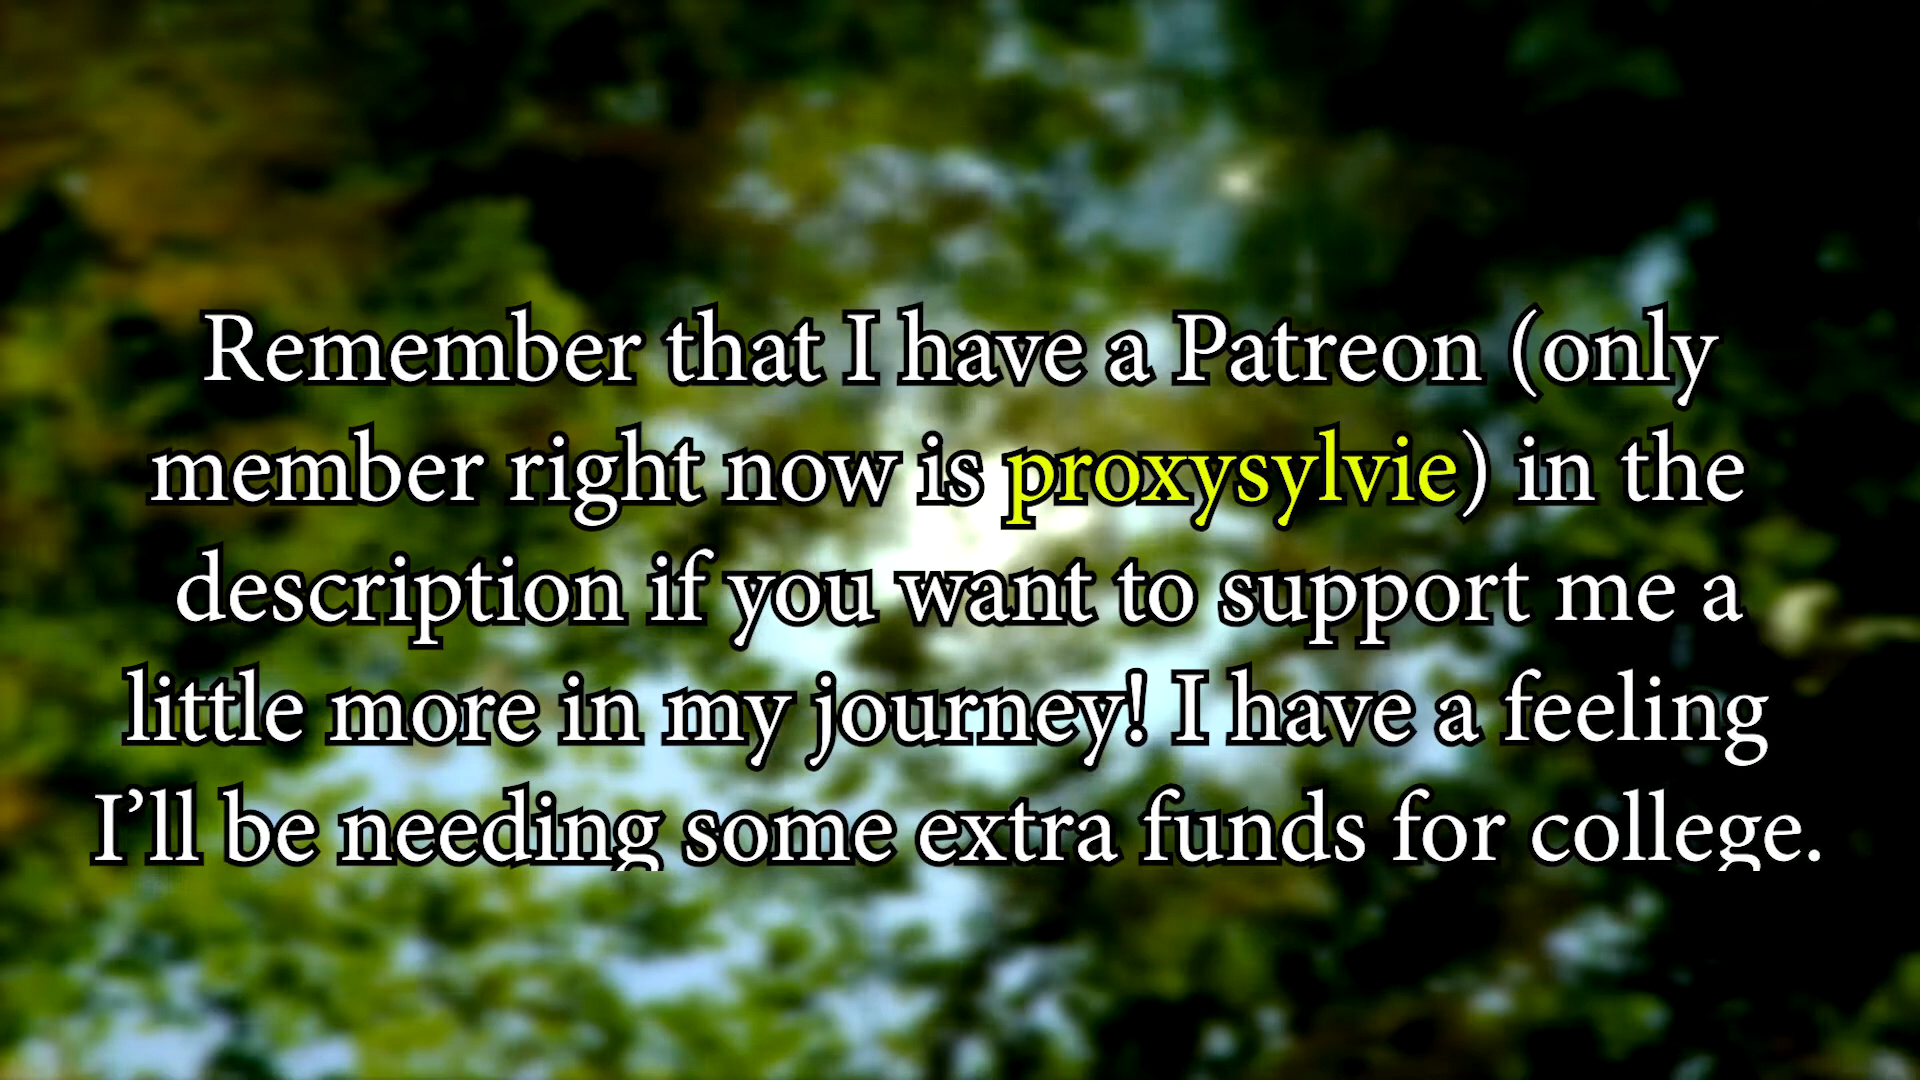 Remember that I have a Patreon (only
member right now is proxysylvie) in the
description if you want to support me a
little more in my journey! I have a feeling
I’ll be needing some extra funds for college.